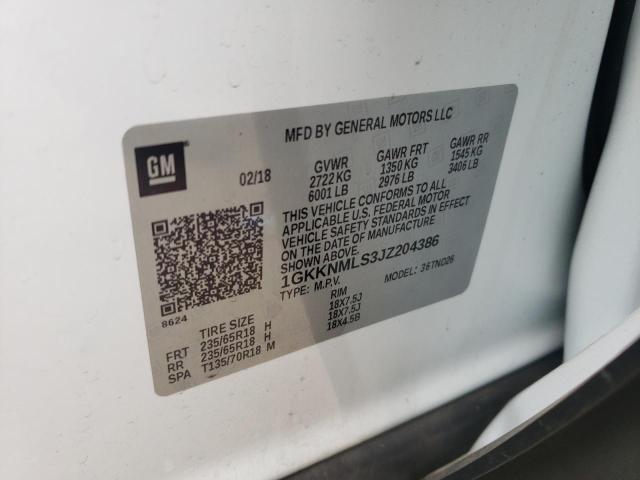 MFD BY GENERAL MOTORS LLC
GM
02/18
GVWR GAWR FRT GAWR RR
2722 KG 1350 KG 1545 KG
6001 LB 2976 LB 3406 LB
THIS VEHICLE CONFORMS TO ALL
APPLICABLE U.S. FEDERAL MOTOR
VEHICLE SAFETY STANDARDS IN EFFECT
ON THE DATE OF MANUFACTURE
SHOWN ABOVE.
1GKKNMLS3JZ204386
TYPE: M.P.V. MODEL: 36TND26
8624
TIRE SIZE RIM
FRT 235/65R18 H 18X7.5J
RR 235/65R18 H 18X7.5J
SPA T135/70R18 M 18X4.5B